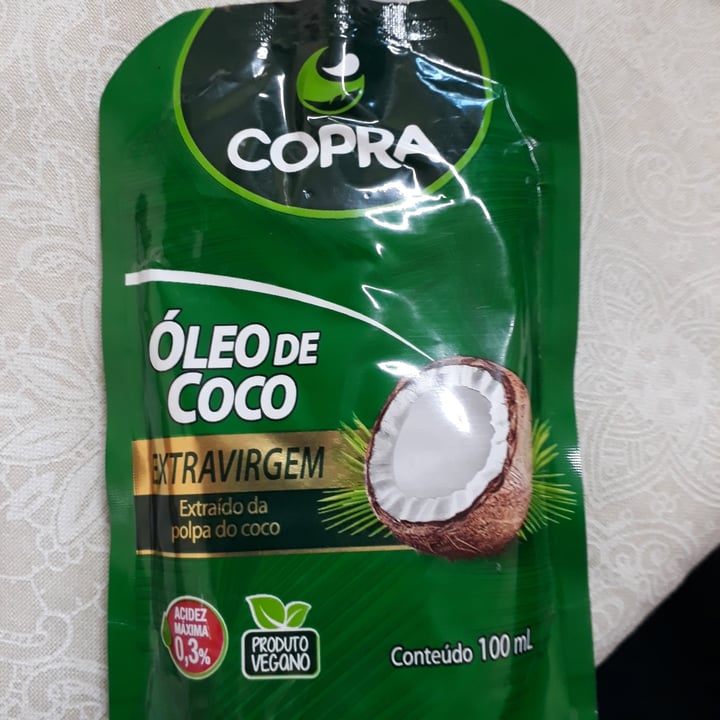 COPRA
ÓLEO DE
COCO
EXTRAVIRGEM
Extraído da
polpa do coco
ACIDEZ
MÁXIMA
0,3%
PRODUTO
VEGANO
Conteúdo 100 mL